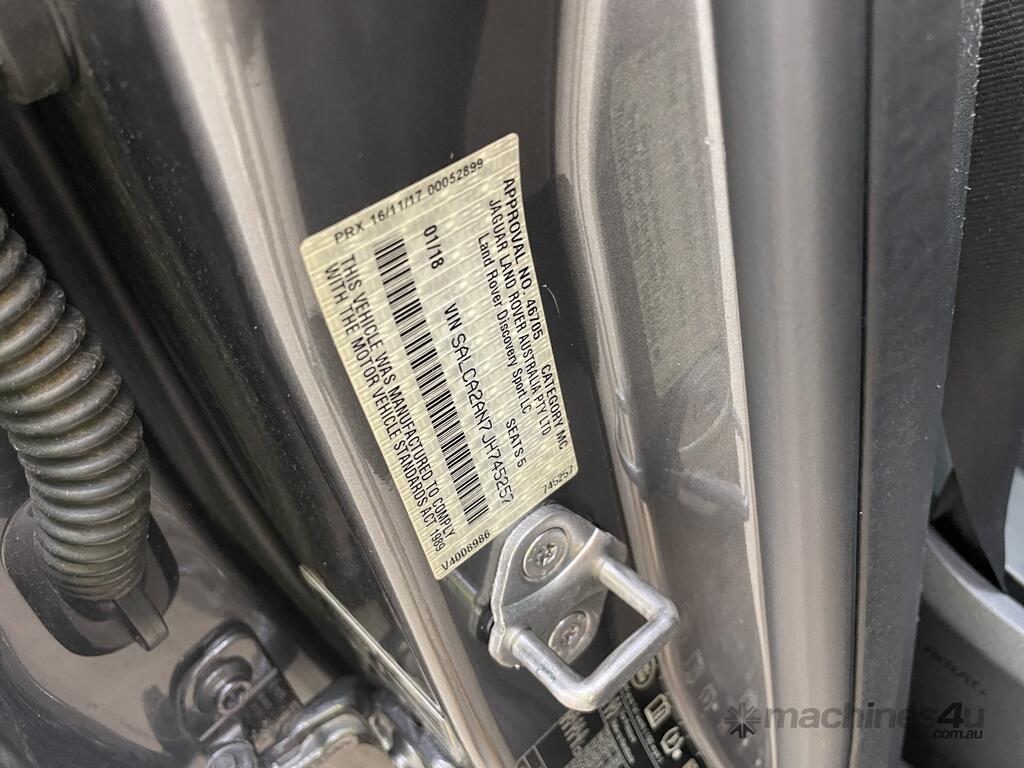 PRX 16/11/17 00052899
APPROVAL NO. 46705 CATEGORY MC
JAGUAR LAND ROVER AUSTRALIA PTY LTD
Land Rover Discovery Sport LC SEATS 5
01/18 VIN SALCA2AN7JH745257
745257
THIS VEHICLE WAS MANUFACTURED TO COMPLY
WITH THE MOTOR VEHICLE STANDARDS ACT 1989
V4008986
machines4u
.com.au